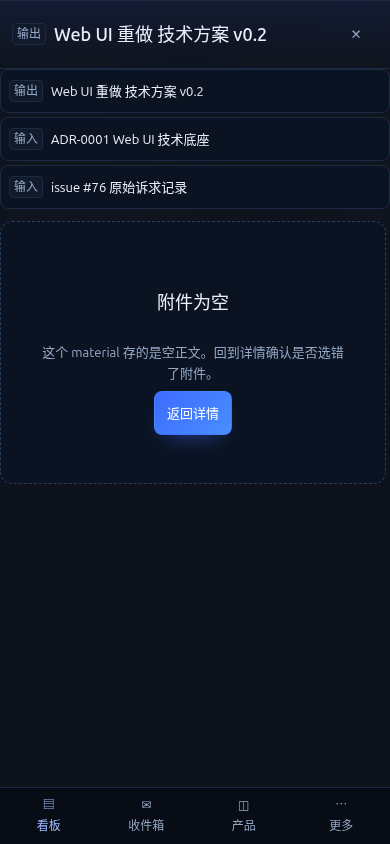 输出 Web UI 重做 技术方案 v0.2 ×
输出 Web UI 重做 技术方案 v0.2
输入 ADR-0001 Web UI 技术底座
输入 issue #76 原始诉求记录
附件为空
这个 material 存的是空正文。回到详情确认是否选错
了附件。
返回详情
看板 收件箱 产品 更多